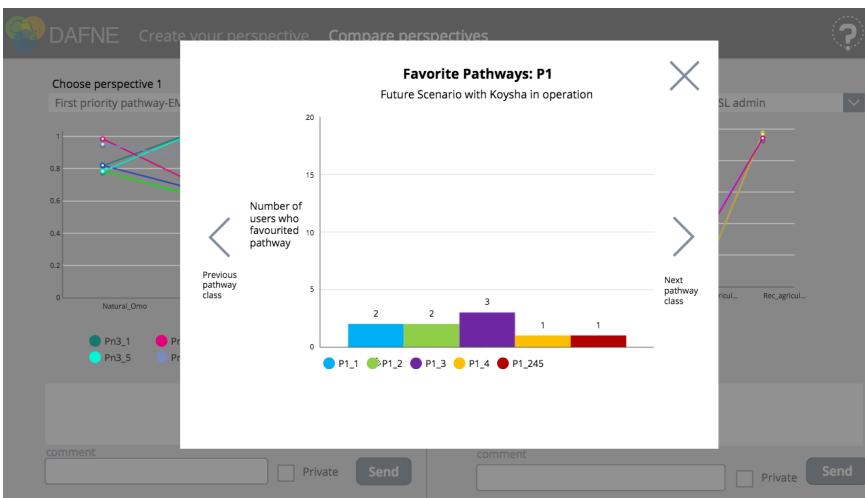 DAFNE Create your perspective Compare perspectives
?
Choose perspective 1
First priority pathway-EM
SL admin
1
0.8
0.6
0.4
0.2
0
Natural_Omo
Pn3_1
Pn3_5
Favorite Pathways: P1
Future Scenario with Koysha in operation
Number of
users who
favourited
pathway
20
15
10
5
0
2 2 3 1 1
P1_1 P1_2 P1_3 P1_4 P1_245
Previous
pathway
class
Next
pathway
class
ricul... Rec_agricul...
comment
Private Send
comment
Private Send